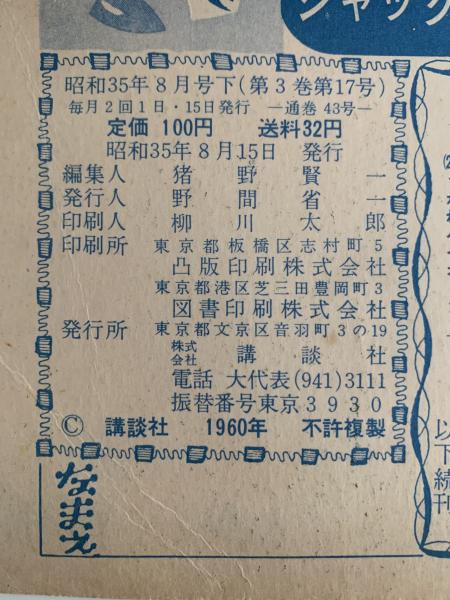 ジャック
昭和35年8月号下(第3巻第17号)
毎月2回1日・15日発行 ―通巻 43号―
定価 100円 送料32円
昭和35年8月15日 発行
編集人 猪野賢一
発行人 野間省一
印刷人 柳川太郎
印刷所 東京都板橋区志村町5
凸版印刷株式会社
東京都港区芝三田豊岡町3
図書印刷株式会社
発行所 東京都文京区音羽町3の19
株式会社 講談社
電話 大代表(941)3111
振替番号東京3930
© 講談社 1960年 不許複製
なまえ
以下続刊